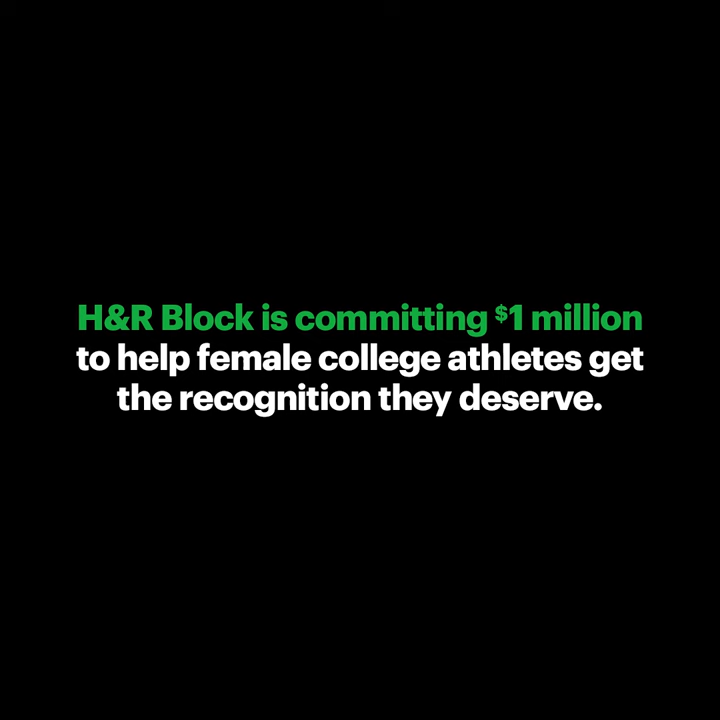 H&R Block is committing $1 million
to help female college athletes get
the recognition they deserve.